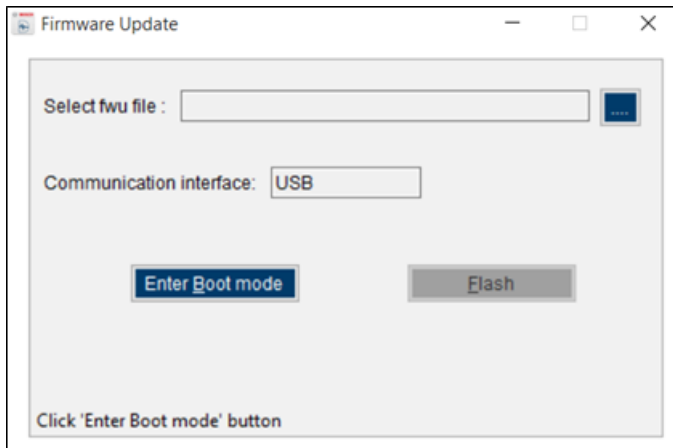 Firmware Update
Select fwu file :
....
Communication interface: USB
Enter Boot mode
Flash
Click 'Enter Boot mode' button